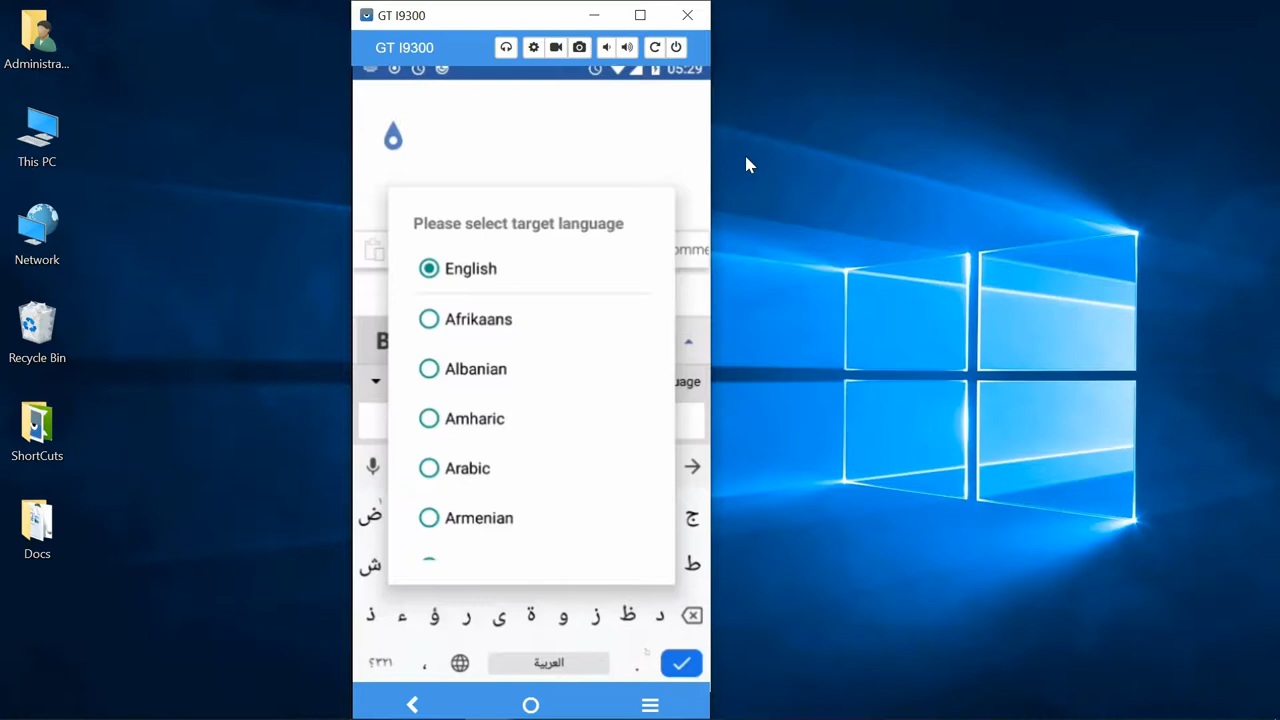 GT I9300
GT I9300
05:29
Administra...
This PC
Network
Recycle Bin
ShortCuts
Docs
Please select target language
English
Afrikaans
Albanian
Amharic
Arabic
Armenian
B
ض
ج
ش
ط
ذ ء ؤ ر ى ة و ز ظ د
؟٣٢١ ، العربية .